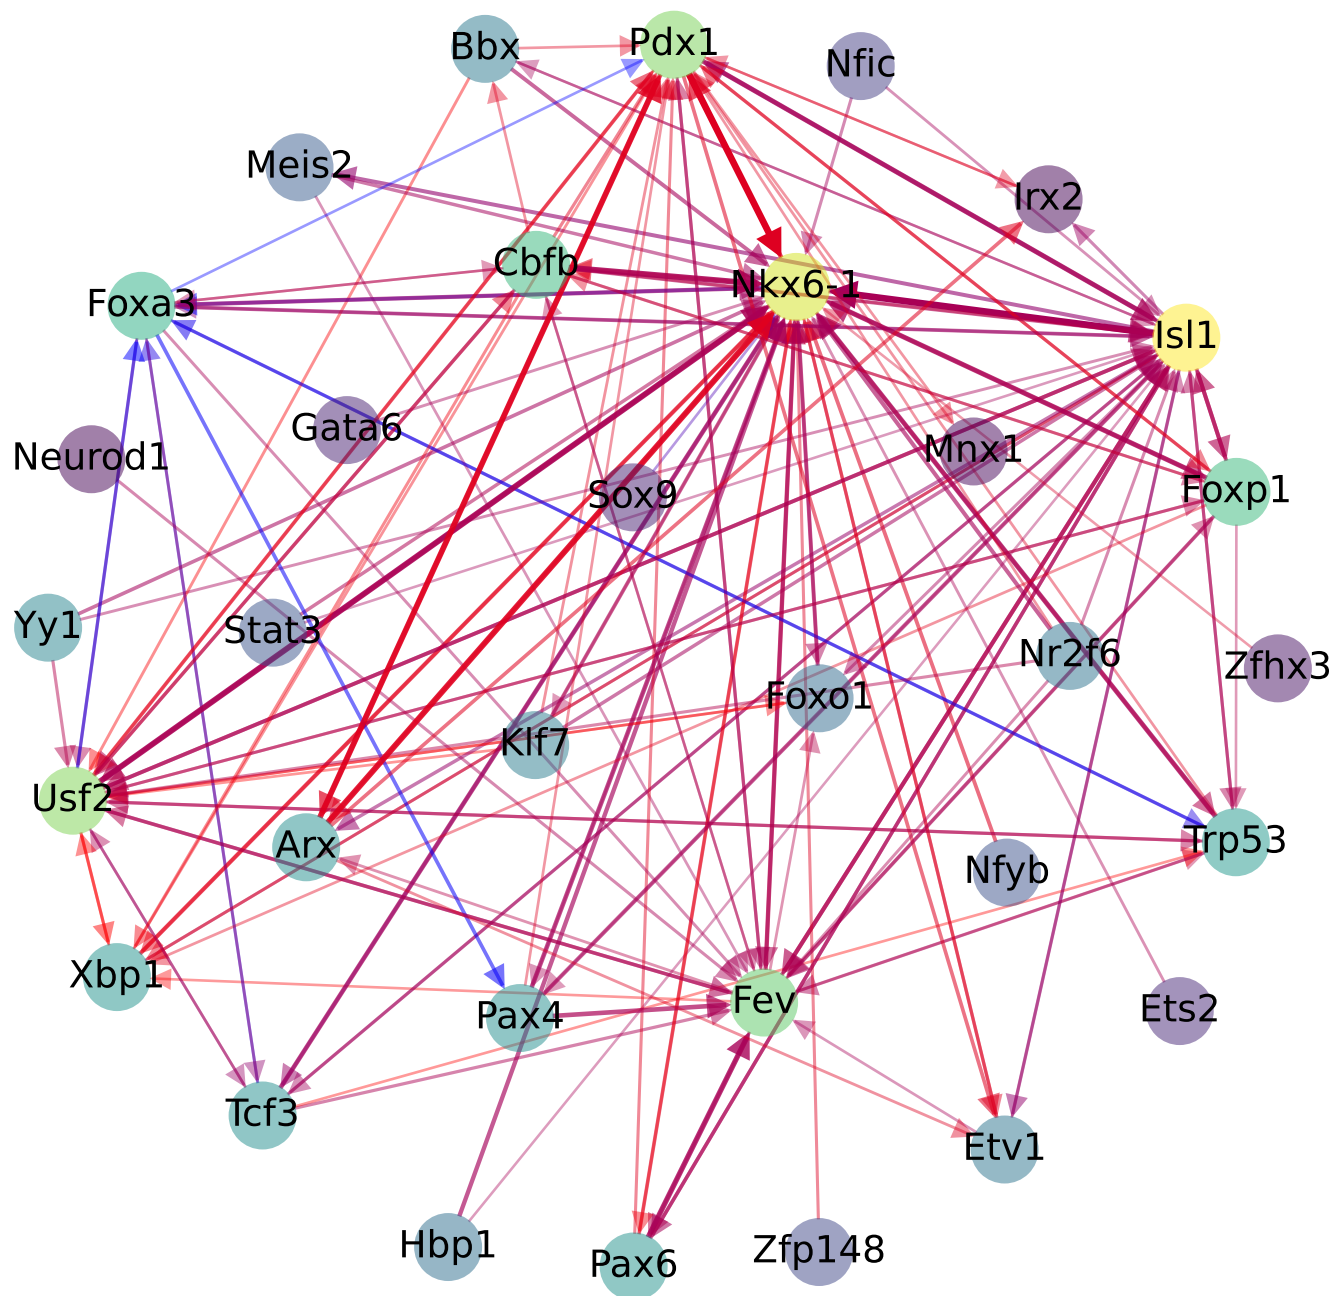 Pdx1
Bbx
Nfic
Meis2
Irx2
Cbfb
Nkx6-1
Foxa3
Isl1
Gata6
Mnx1
Neurod1
Sox9
Foxp1
Yy1
Stat3
Nr2f6
Zfhx3
Foxo1
Klf7
Usf2
Arx
Trp53
Nfyb
Xbp1
Fev
Ets2
Pax4
Tcf3
Etv1
Hbp1
Zfp148
Pax6